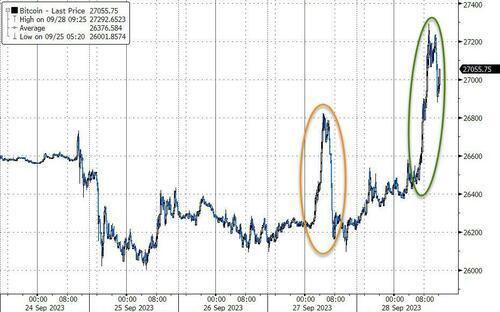 Bitcoin - Last Price 27055.75
High on 09/28 09:25 27292.6523
Average 26376.584
Low on 09/25 05:20 26001.8574
27400
27200
27055.75
27000
26800
26600
26400
26200
26000
00:00 08:00 00:00 08:00 00:00 08:00 00:00 08:00 00:00 08:00
24 Sep 2023 25 Sep 2023 26 Sep 2023 27 Sep 2023 28 Sep 2023